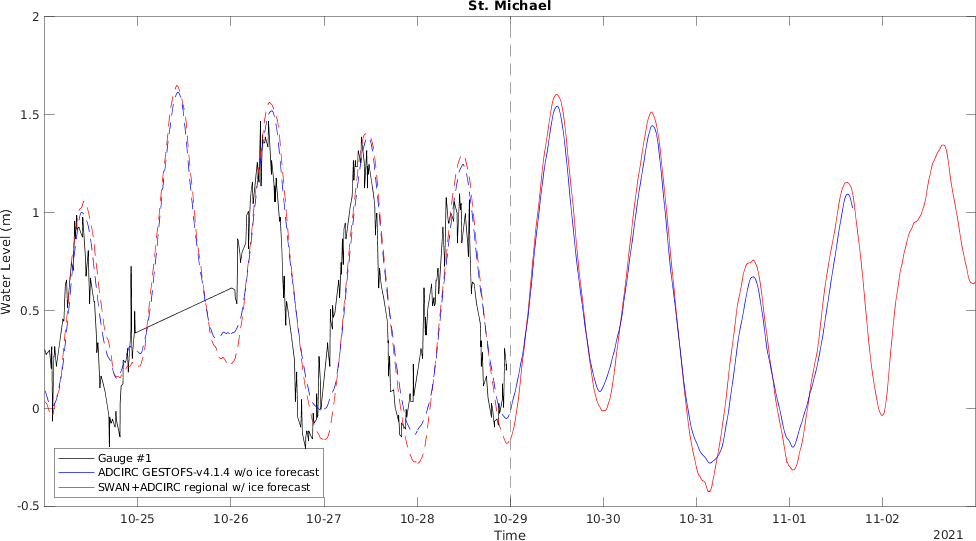 St. Michael
2
1.5
1
0.5
0
-0.5
Water Level (m)
Gauge #1
ADCIRC GESTOFS-v4.1.4 w/o ice forecast
SWAN+ADCIRC regional w/ ice forecast
10-25 10-26 10-27 10-28 10-29 10-30 10-31 11-01 11-02
Time
2021